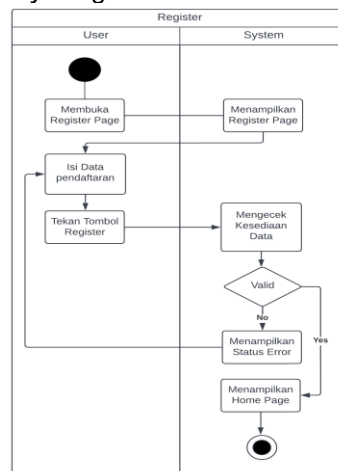 Register
User
System
Membuka
Register Page
Menampilkan
Register Page
Isi Data
pendaftaran
Tekan Tombol
Register
Mengecek
Kesediaan
Data
Valid
No
Yes
Menampilkan
Status Error
Menampilkan
Home Page